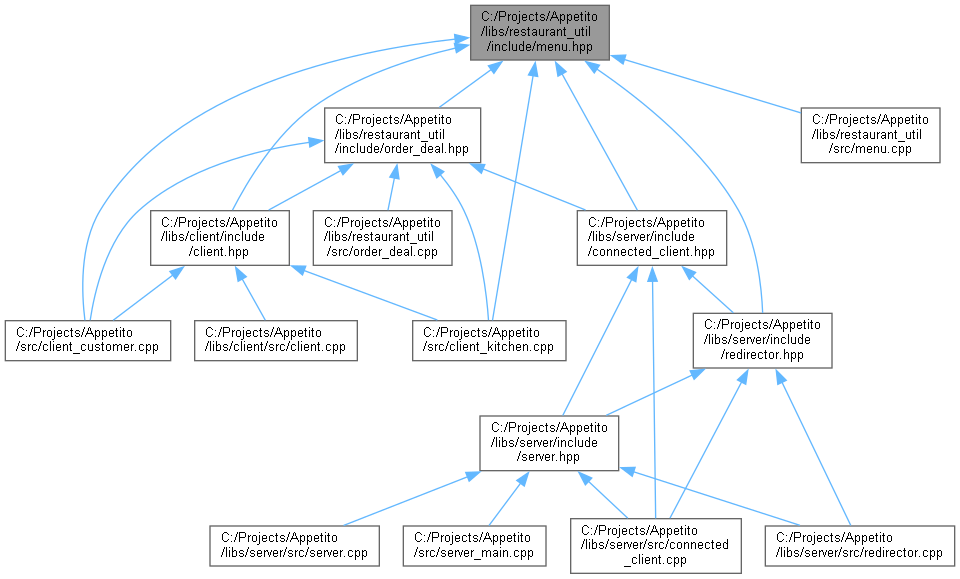 C:/Projects/Appetito
/libs/restaurant_util
/include/menu.hpp
C:/Projects/Appetito
/libs/restaurant_util
/include/order_deal.hpp
C:/Projects/Appetito
/libs/restaurant_util
/src/menu.cpp
C:/Projects/Appetito
/libs/client/include
/client.hpp
C:/Projects/Appetito
/libs/restaurant_util
/src/order_deal.cpp
C:/Projects/Appetito
/libs/server/include
/connected_client.hpp
C:/Projects/Appetito
/src/client_customer.cpp
C:/Projects/Appetito
/libs/client/src/client.cpp
C:/Projects/Appetito
/src/client_kitchen.cpp
C:/Projects/Appetito
/libs/server/include
/redirector.hpp
C:/Projects/Appetito
/libs/server/include
/server.hpp
C:/Projects/Appetito
/libs/server/src/server.cpp
C:/Projects/Appetito
/src/server_main.cpp
C:/Projects/Appetito
/libs/server/src/connected
_client.cpp
C:/Projects/Appetito
/libs/server/src/redirector.cpp